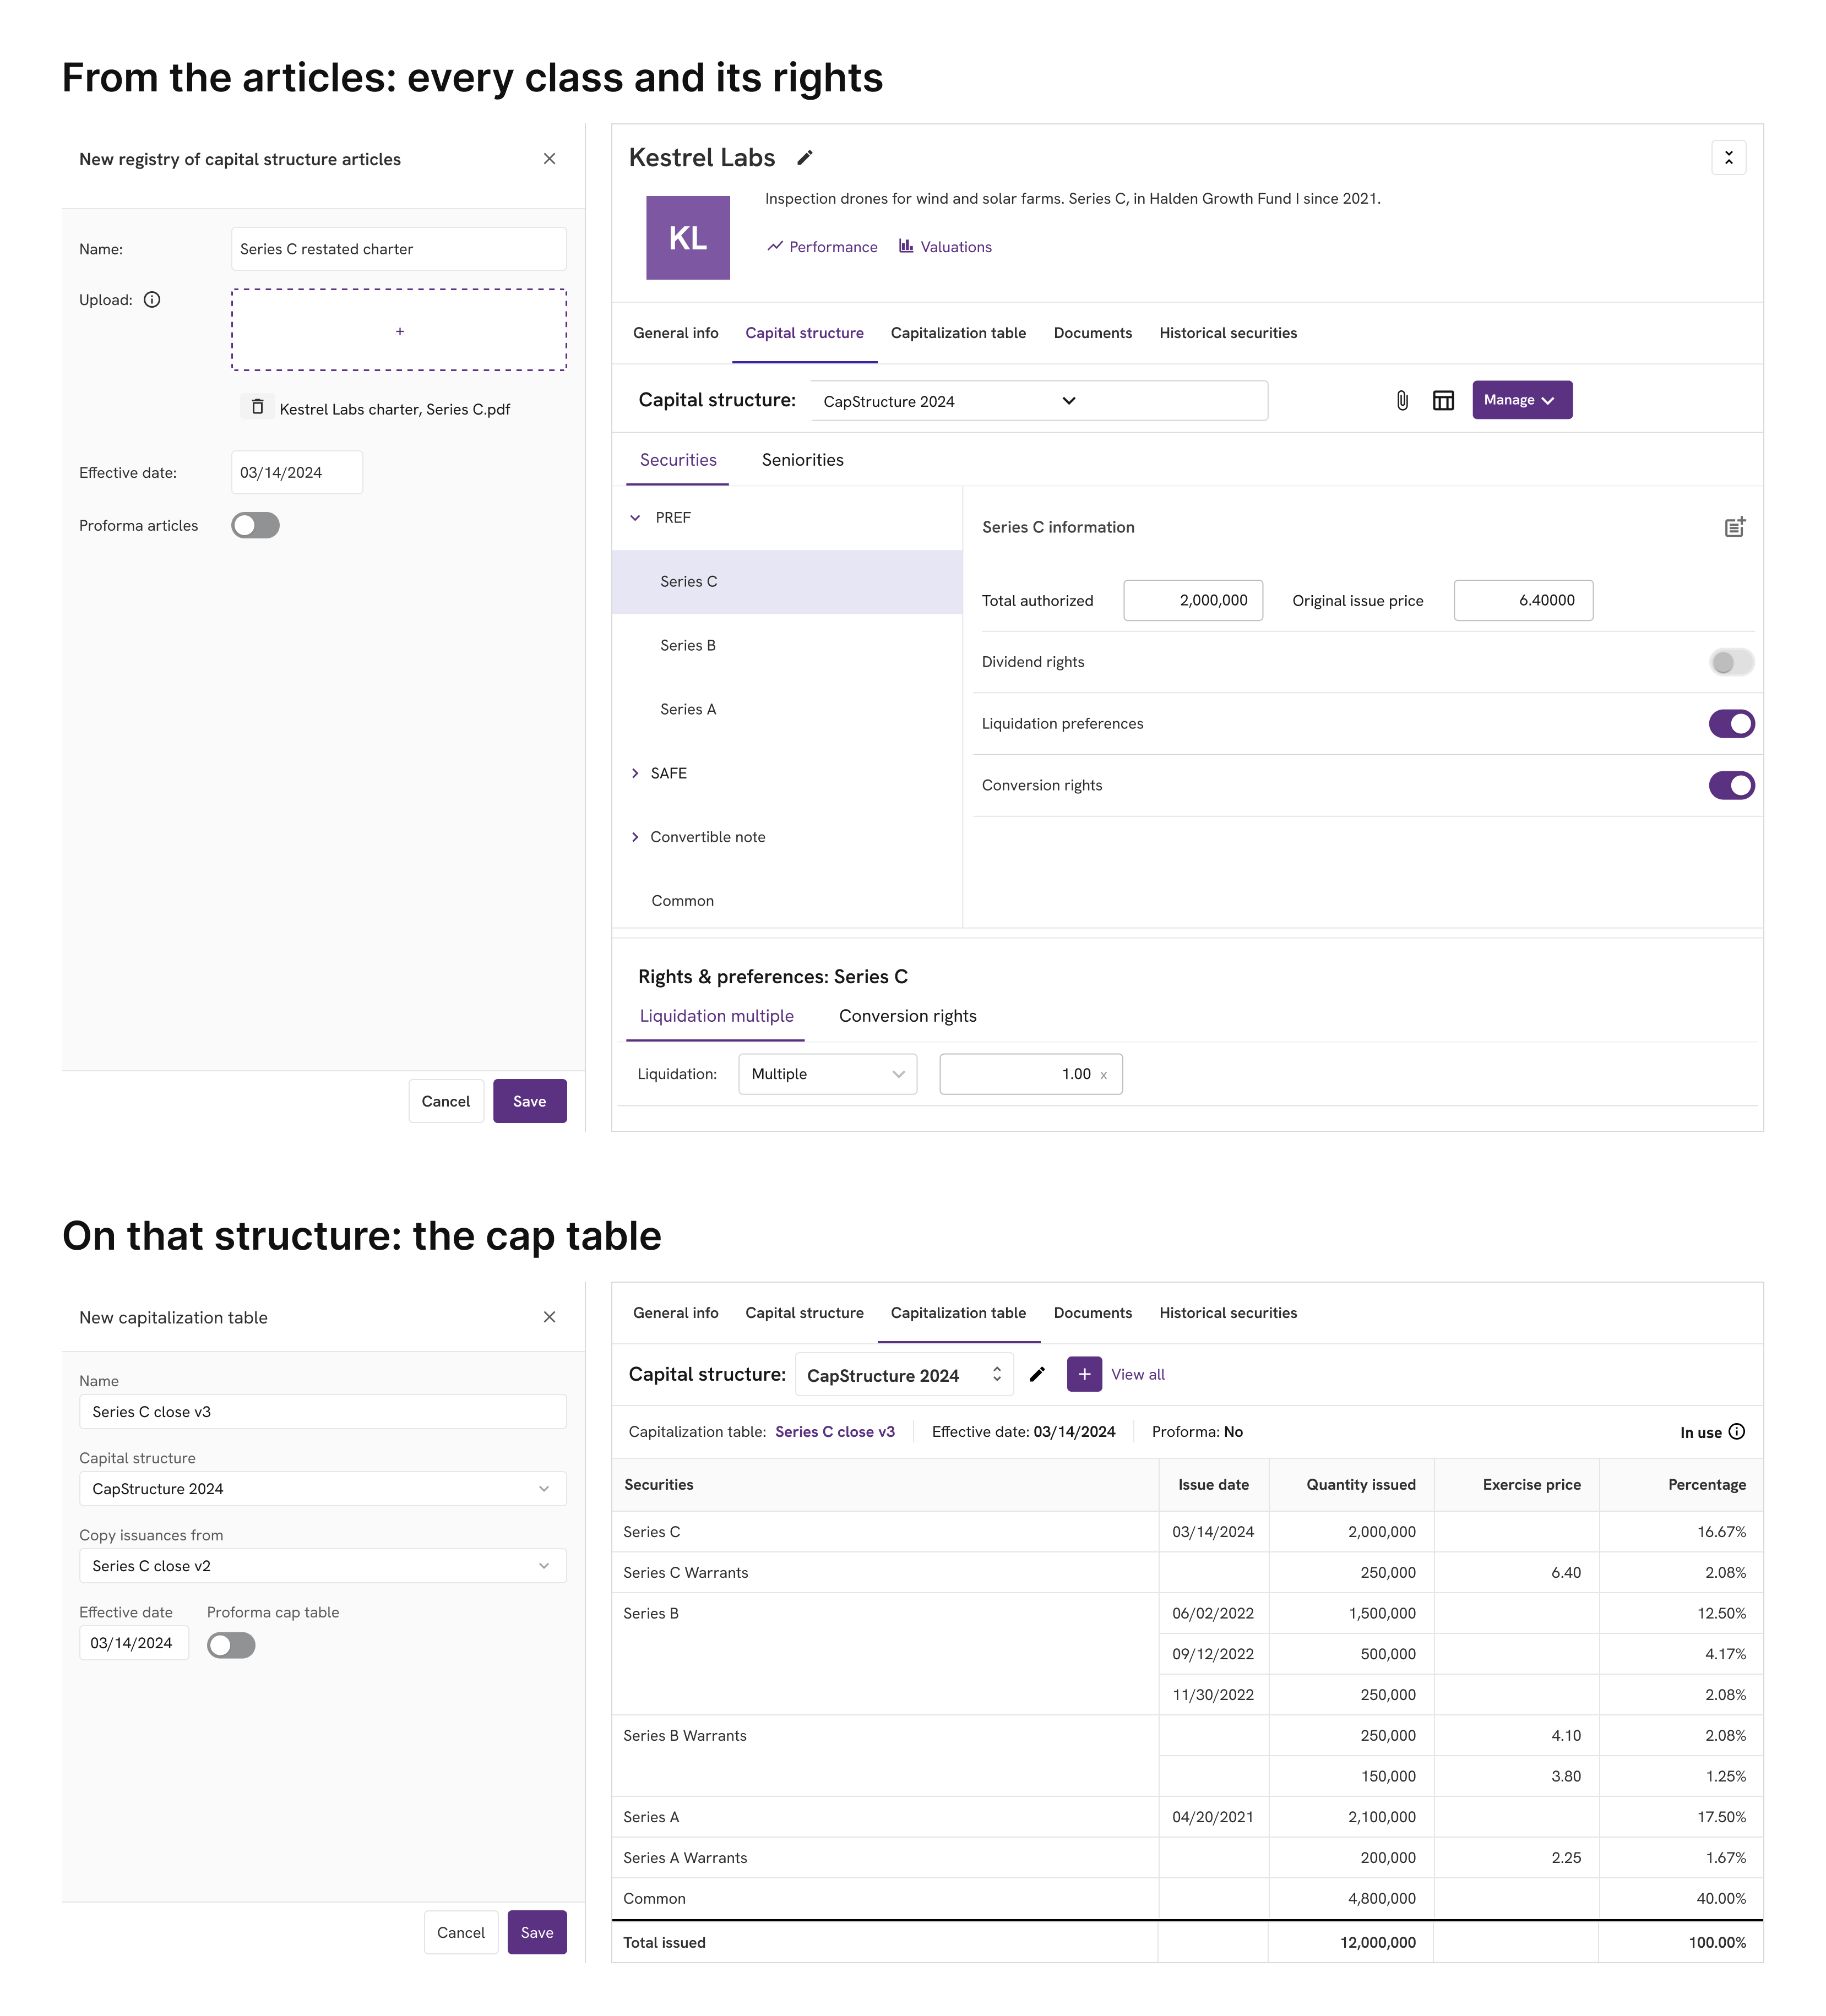 From the articles: every class and its rights
New registry of capital structure articles
Name:
Series C restated charter
Upload:
+
Kestrel Labs charter, Series C.pdf
Effective date:
03/14/2024
Proforma articles
Cancel
Save
Kestrel Labs
KL
Inspection drones for wind and solar farms. Series C, in Halden Growth Fund I since 2021.
Performance
Valuations
General info
Capital structure
Capitalization table
Documents
Historical securities
Capital structure:
CapStructure 2024
Manage
Securities
Seniorities
PREF
Series C
Series B
Series A
SAFE
Convertible note
Common
Series C information
Total authorized
2,000,000
Original issue price
6.40000
Dividend rights
Liquidation preferences
Conversion rights
Rights & preferences: Series C
Liquidation multiple
Conversion rights
Liquidation:
Multiple
1.00 x
On that structure: the cap table
New capitalization table
Name
Series C close v3
Capital structure
CapStructure 2024
Copy issuances from
Series C close v2
Effective date
Proforma cap table
03/14/2024
Cancel
Save
General info
Capital structure
Capitalization table
Documents
Historical securities
Capital structure:
CapStructure 2024
+
View all
Capitalization table: Series C close v3
Effective date: 03/14/2024
Proforma: No
In use
Securities Issue date Quantity issued Exercise price Percentage
Series C 03/14/2024 2,000,000 16.67%
Series C Warrants 250,000 6.40 2.08%
Series B 06/02/2022 1,500,000 12.50%
09/12/2022 500,000 4.17%
11/30/2022 250,000 2.08%
Series B Warrants 250,000 4.10 2.08%
150,000 3.80 1.25%
Series A 04/20/2021 2,100,000 17.50%
Series A Warrants 200,000 2.25 1.67%
Common 4,800,000 40.00%
Total issued 12,000,000 100.00%